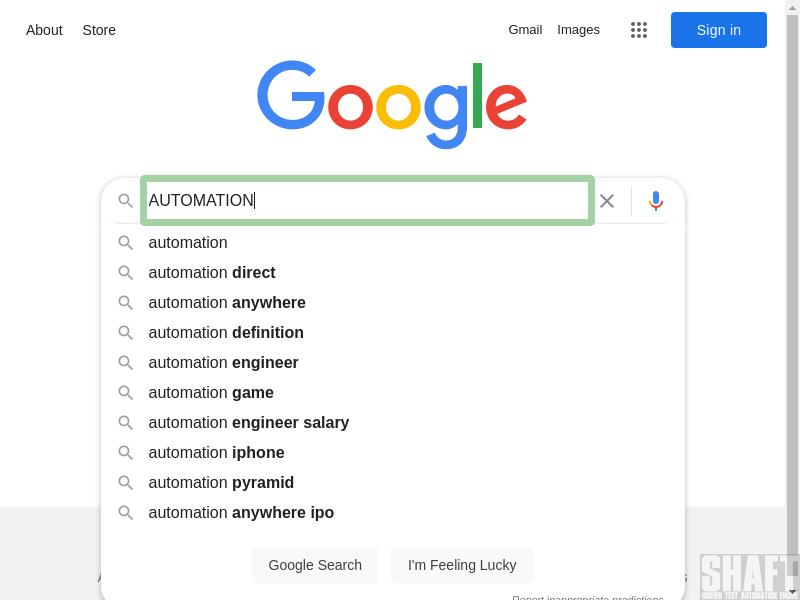 About Store Gmail Images Sign in
Google
AUTOMATION
automation
automation direct
automation anywhere
automation definition
automation engineer
automation game
automation engineer salary
automation iphone
automation pyramid
automation anywhere ipo
Google Search I'm Feeling Lucky
Report inappropriate predictions
SHAFT